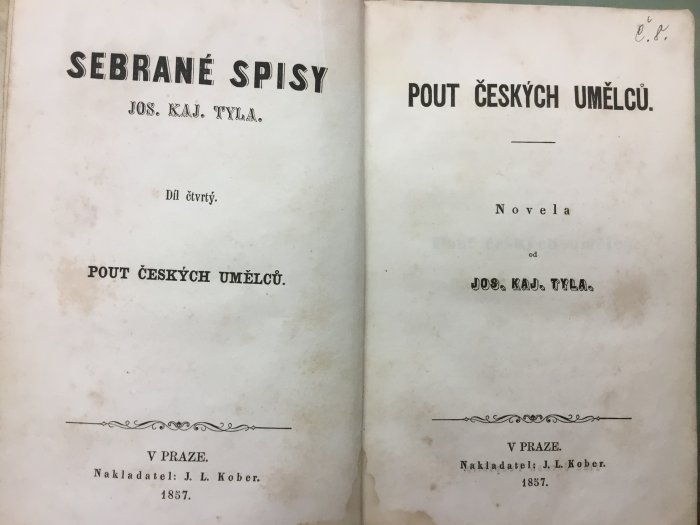 SEBRANÉ SPISY
JOS. KAJ. TYLA.
Díl čtvrtý.
POUT ČESKÝCH UMĚLCŮ.
V PRAZE.
Nakladatel: J. L. Kober.
1857.
č. 8.
POUT ČESKÝCH UMĚLCŮ.
Novela
od
JOS. KAJ. TYLA.
V PRAZE.
Nakladatel: J. L. Kober.
1857.